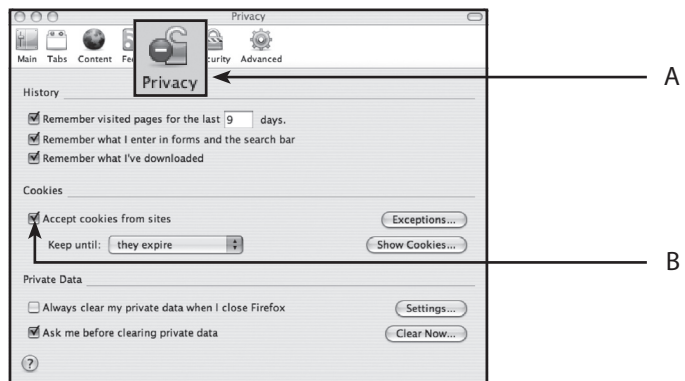 Privacy
Main Tabs Content Fe Privacy urity Advanced
A
History
Remember visited pages for the last 9 days.
Remember what I enter in forms and the search bar
Remember what I've downloaded
Cookies
Accept cookies from sites Exceptions...
Keep until: they expire Show Cookies...
B
Private Data
Always clear my private data when I close Firefox Settings...
Ask me before clearing private data Clear Now...
?